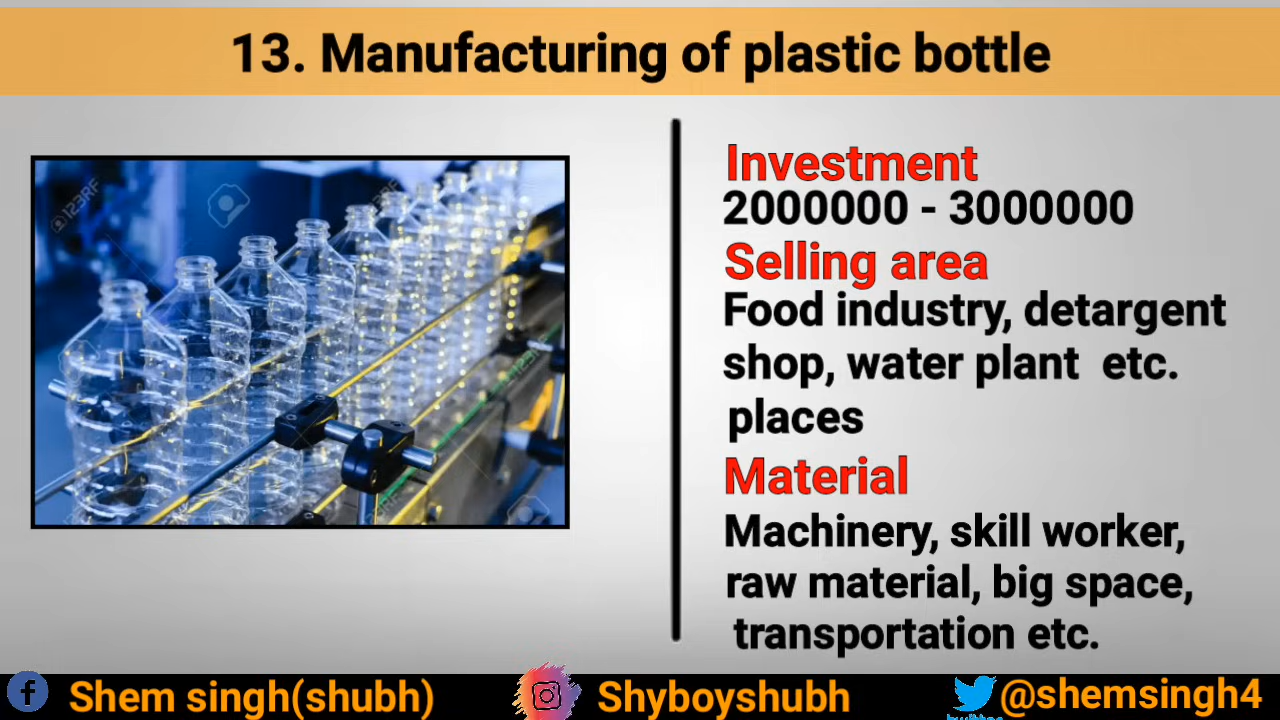 13. Manufacturing of plastic bottle
123RF
Investment
2000000 - 3000000
Selling area
Food industry, detargent
shop, water plant etc.
places
Material
Machinery, skill worker,
raw material, big space,
transportation etc.
Shem singh(shubh)
Shyboyshubh
@shemsingh4